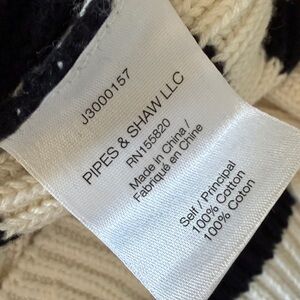 J3000157
PIPES & SHAW LLC
RN155820
Made in China /
Fabriqué en Chine
Self / Principal
100% Cotton
100% Coton